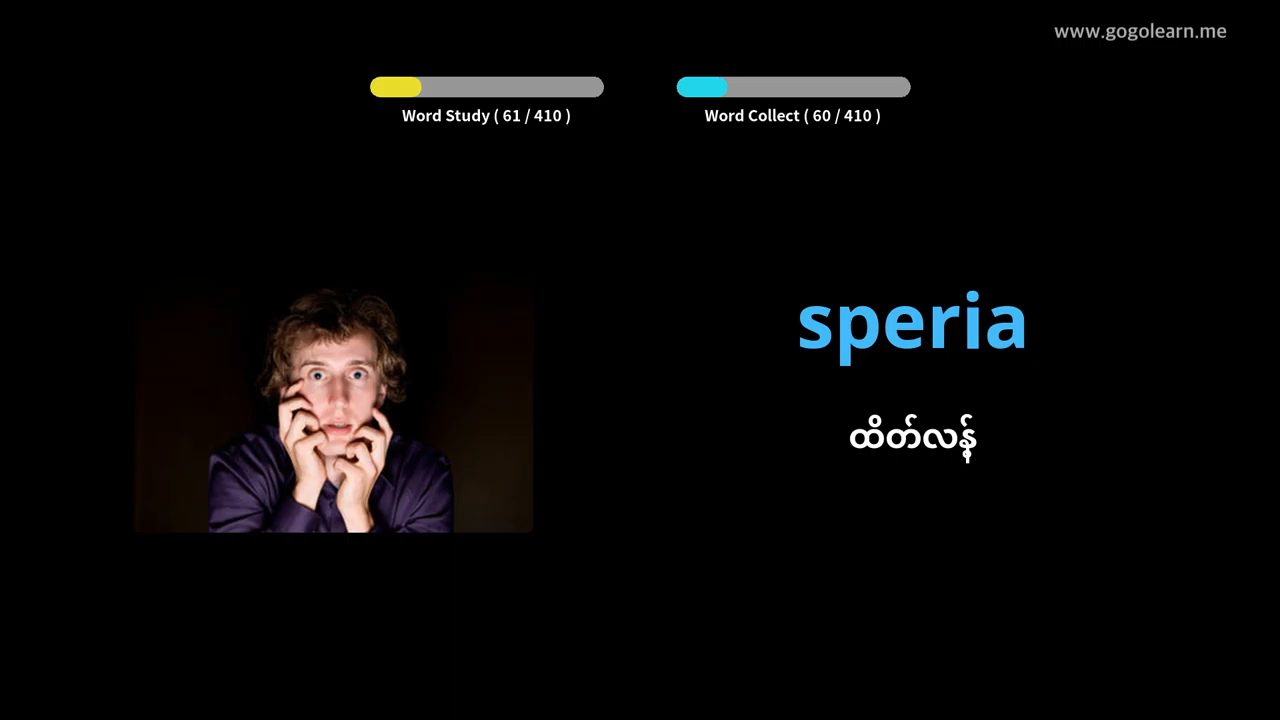 www.gogolearn.me
Word Study ( 61 / 410 )
Word Collect ( 60 / 410 )
speria
ထိတ်လန့်